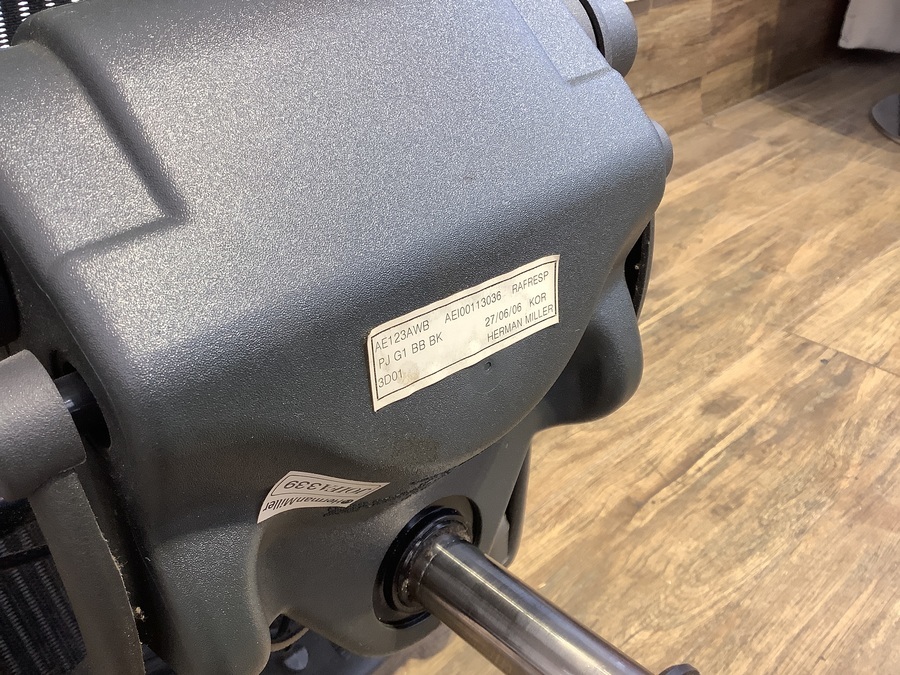 AE123AWB AEI00113036 RAFRESP
PJ G1 BB BK 27/06/06 KOR
3D01 HERMAN MILLER
HermanMiller